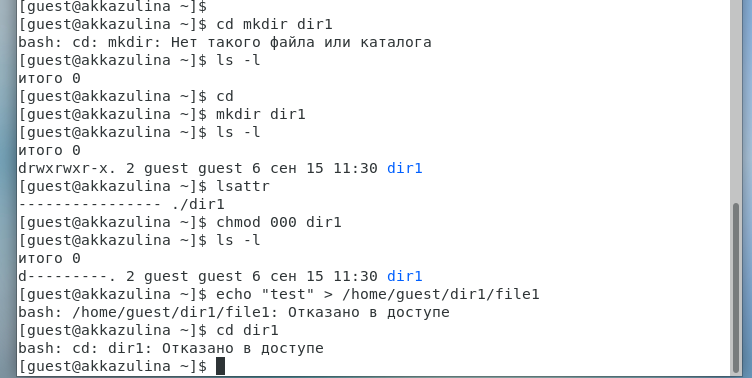 [guest@akkazulina ~]$
[guest@akkazulina ~]$ cd mkdir dir1
bash: cd: mkdir: Нет такого файла или каталога
[guest@akkazulina ~]$ ls -l
итого 0
[guest@akkazulina ~]$ cd
[guest@akkazulina ~]$ mkdir dir1
[guest@akkazulina ~]$ ls -l
итого 0
drwxrwxr-x. 2 guest guest 6 сен 15 11:30 dir1
[guest@akkazulina ~]$ lsattr
---------------- ./dir1
[guest@akkazulina ~]$ chmod 000 dir1
[guest@akkazulina ~]$ ls -l
итого 0
d---------. 2 guest guest 6 сен 15 11:30 dir1
[guest@akkazulina ~]$ echo "test" > /home/guest/dir1/file1
bash: /home/guest/dir1/file1: Отказано в доступе
[guest@akkazulina ~]$ cd dir1
bash: cd: dir1: Отказано в доступе
[guest@akkazulina ~]$